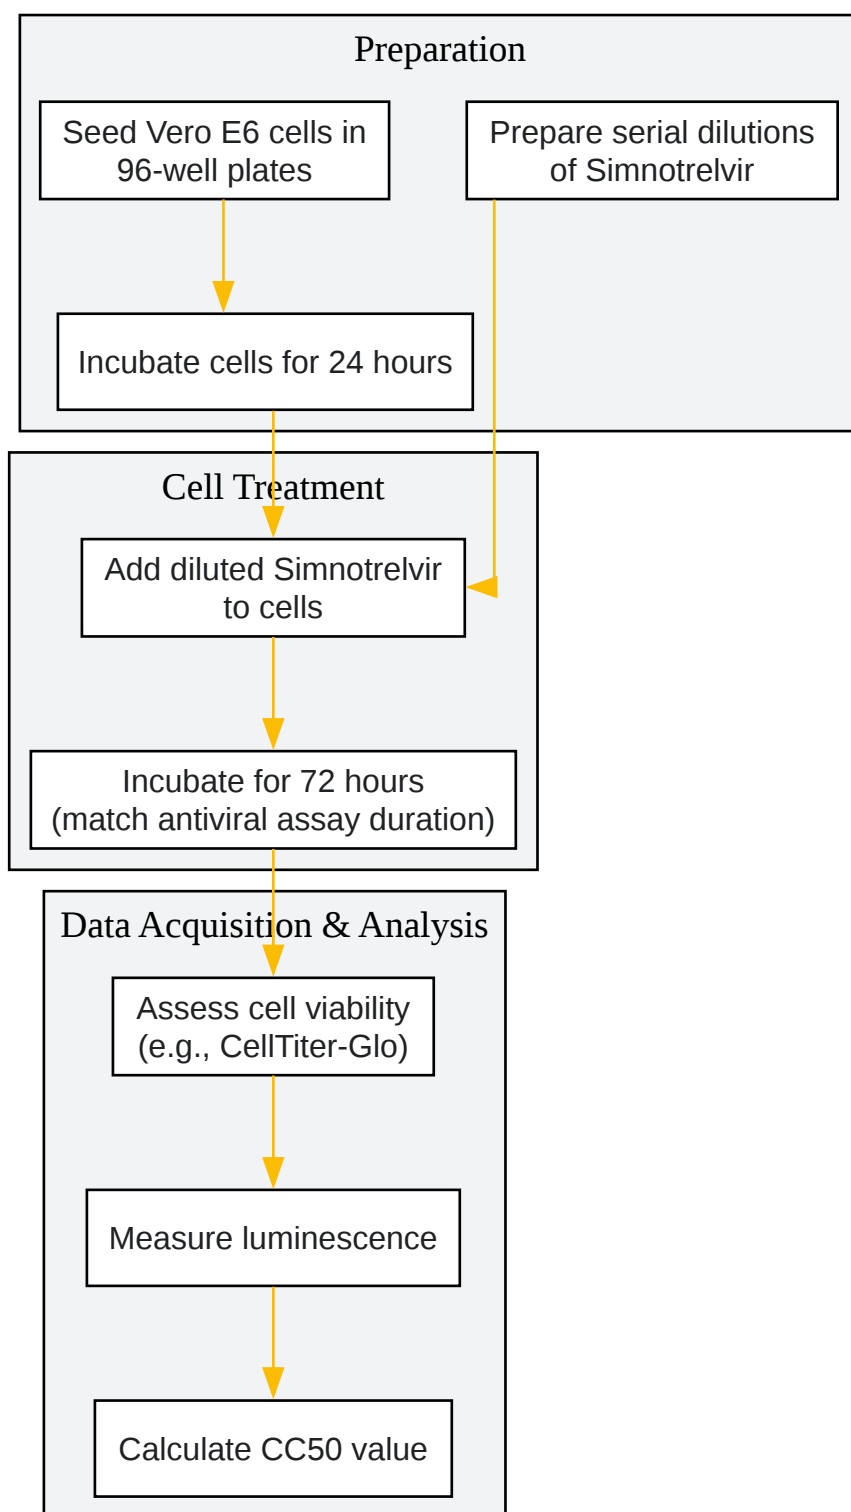 Preparation
Seed Vero E6 cells in
96-well plates
Prepare serial dilutions
of Simnotrelvir
Incubate cells for 24 hours
Cell Treatment
Add diluted Simnotrelvir
to cells
Incubate for 72 hours
(match antiviral assay duration)
Data Acquisition & Analysis
Assess cell viability
(e.g., CellTiter-Glo)
Measure luminescence
Calculate CC50 value